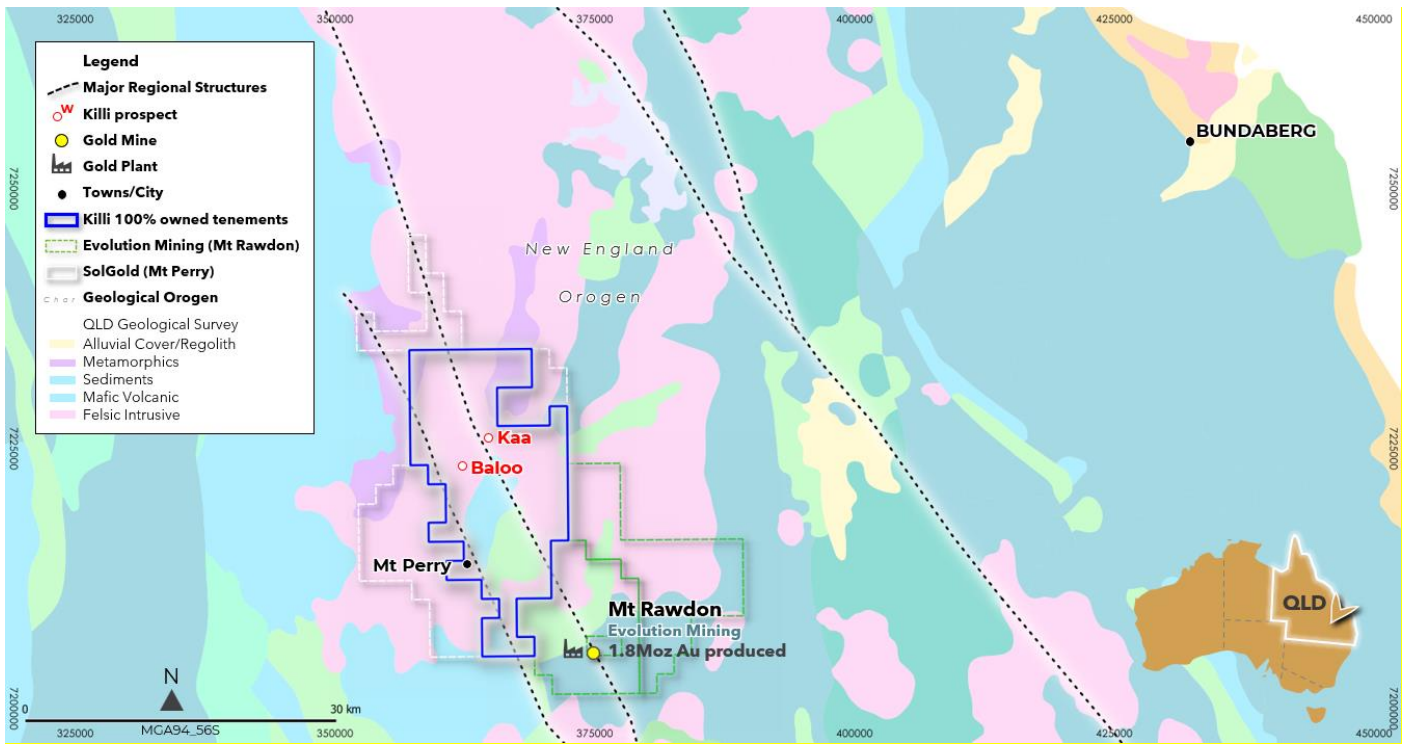 325000
350000
375000
400000
425000
450000
Legend
Major Regional Structures
W
Killi prospect
Gold Mine
Gold Plant
Towns/City
Killi 100% owned tenements
Evolution Mining (Mt Rawdon)
SolGold (Mt Perry)
Char Geological Orogen
QLD Geological Survey
Alluvial Cover/Regolith
Metamorphics
Sediments
Mafic Volcanic
Felsic Intrusive
BUNDABERG
7250000
7250000
New England
Orogen
Kaa
Baloo
7225000
7225000
Mt Perry
Mt Rawdon
Evolution Mining
1.8Moz Au produced
QLD
N
0
30 km
MGA94_56S
7200000
7200000
325000
350000
375000
400000
425000
450000